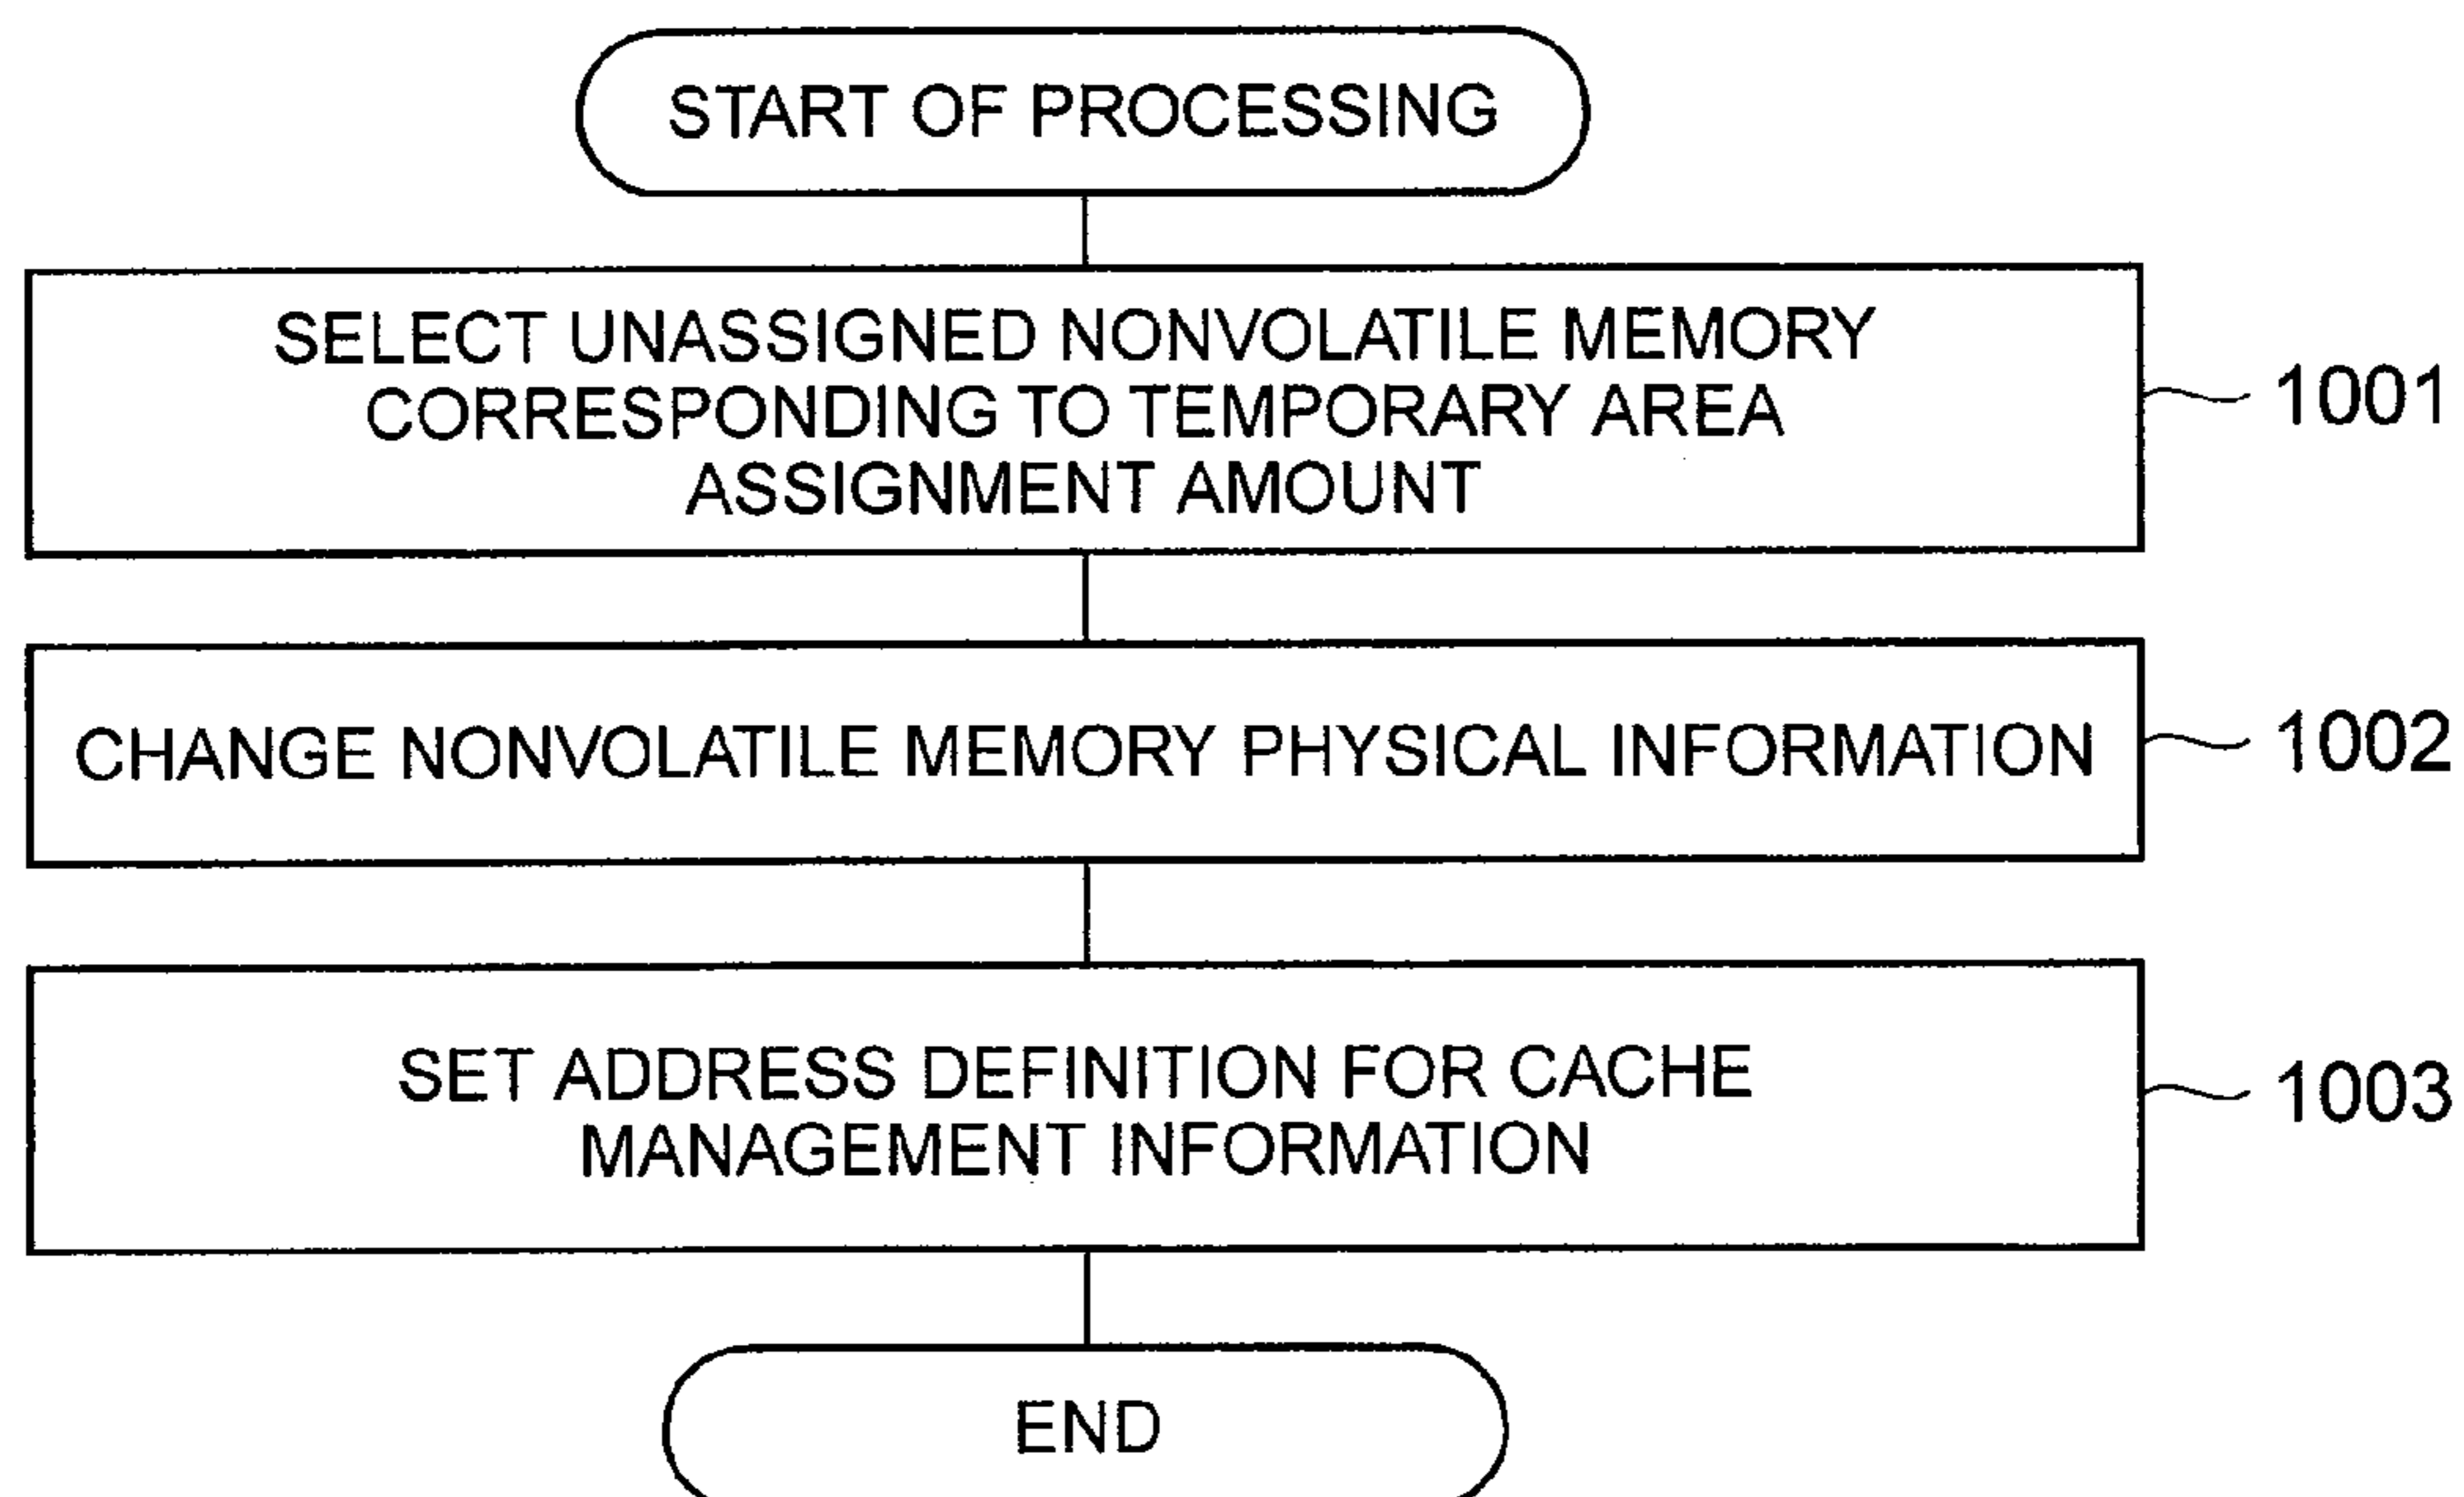 START OF PROCESSING
SELECT UNASSIGNED NONVOLATILE MEMORY
CORRESPONDING TO TEMPORARY AREA
ASSIGNMENT AMOUNT
1001
CHANGE NONVOLATILE MEMORY PHYSICAL INFORMATION
1002
SET ADDRESS DEFINITION FOR CACHE
MANAGEMENT INFORMATION
1003
END